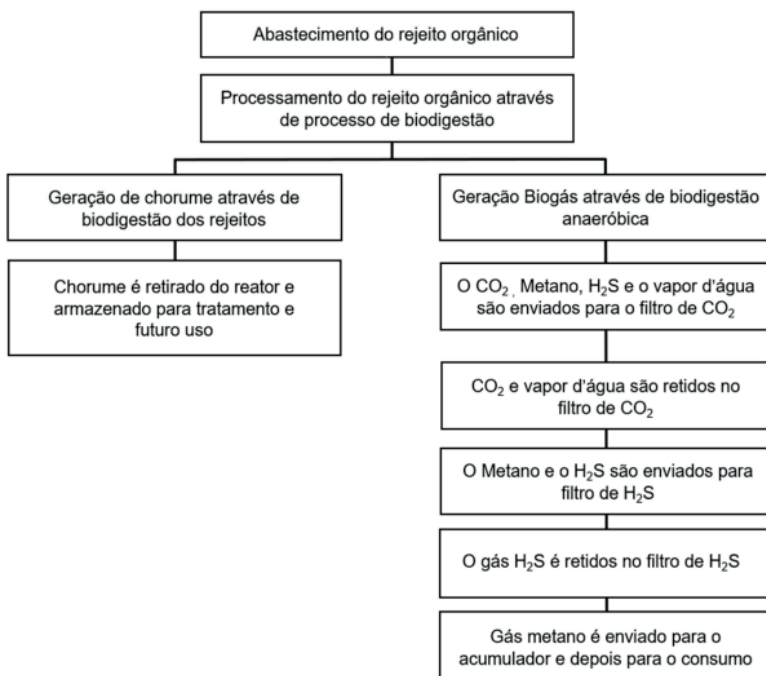 Abastecimento do rejeito orgânico
Processamento do rejeito orgânico através
de processo de biodigestão
Geração de chorume através de
biodigestão dos rejeitos
Chorume é retirado do reator e
armazenado para tratamento e
futuro uso
Geração Biogás através de biodigestão
anaeróbica
O CO₂ , Metano, H₂S e o vapor d'água
são enviados para o filtro de CO₂
CO₂ e vapor d'água são retidos no
filtro de CO₂
O Metano e o H₂S são enviados para
filtro de H₂S
O gás H₂S é retidos no filtro de H₂S
Gás metano é enviado para o
acumulador e depois para o consumo